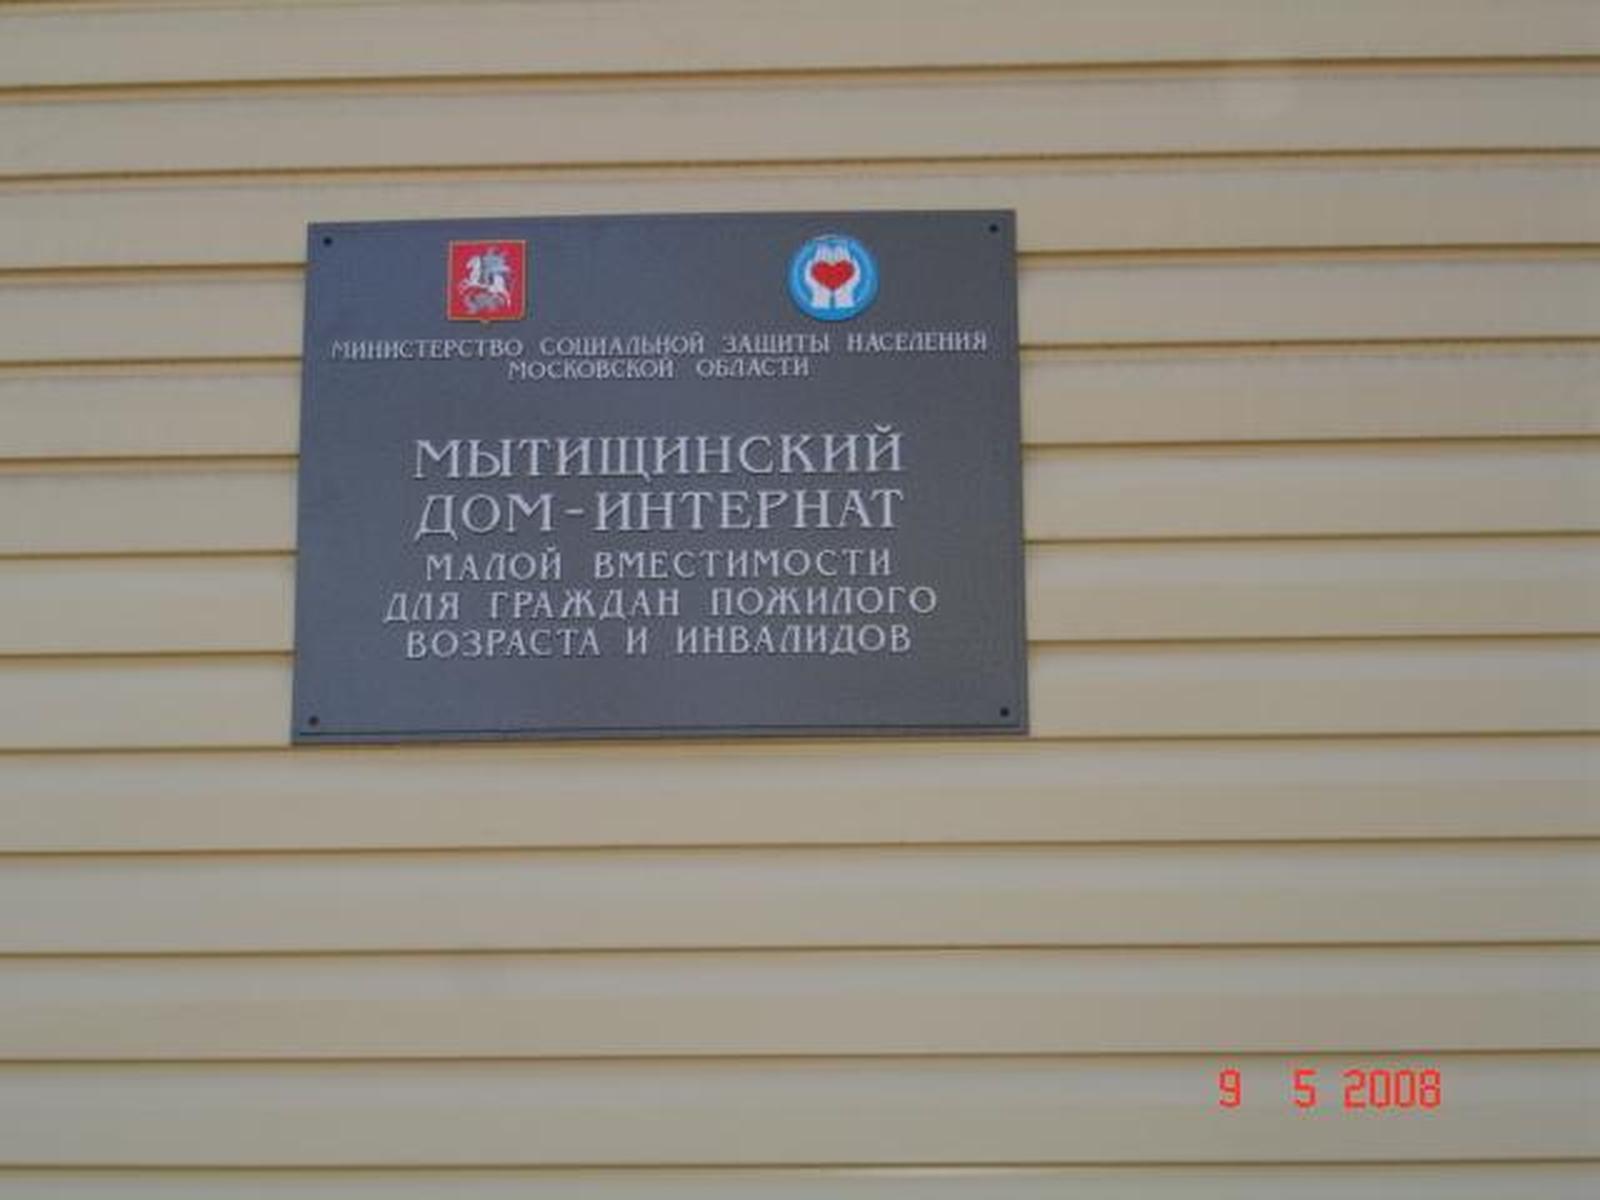 МИНИСТЕРСТВО СОЦИАЛЬНОЙ ЗАЩИТЫ НАСЕЛЕНИЯ
МОСКОВСКОЙ ОБЛАСТИ
МЫТИЩИНСКИЙ
ДОМ-ИНТЕРНАТ
МАЛОЙ ВМЕСТИМОСТИ
ДЛЯ ГРАЖДАН ПОЖИЛОГО
ВОЗРАСТА И ИНВАЛИДОВ
9 5 2008